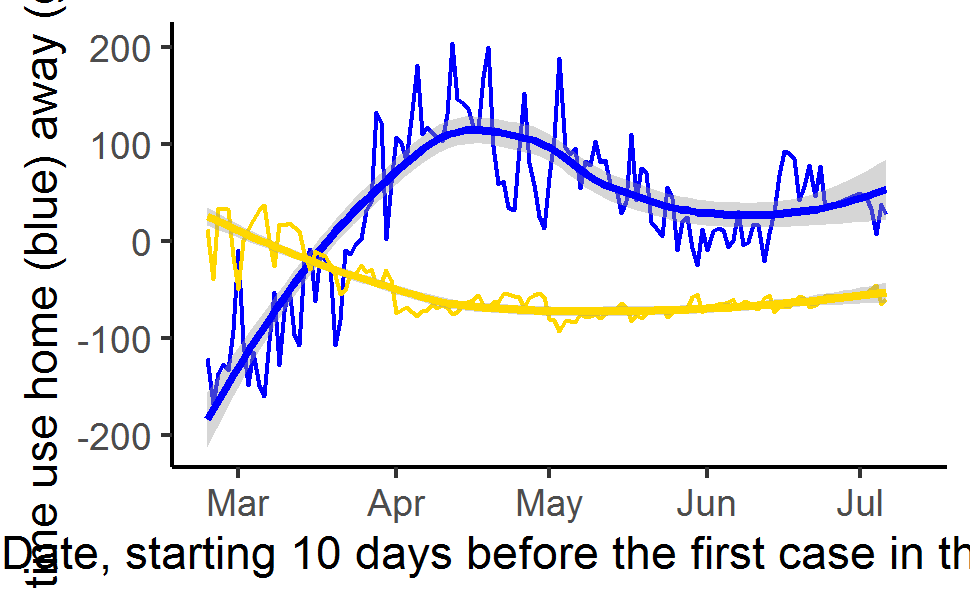 time use home (blue) away (
200
100
0
-100
-200
Mar Apr May Jun Jul
Date, starting 10 days before the first case in th